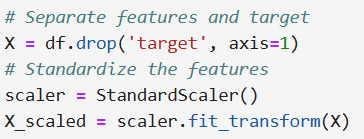 # Separate features and target
X = df.drop('target', axis=1)
# Standardize the features
scaler = StandardScaler()
X_scaled = scaler.fit_transform(X)